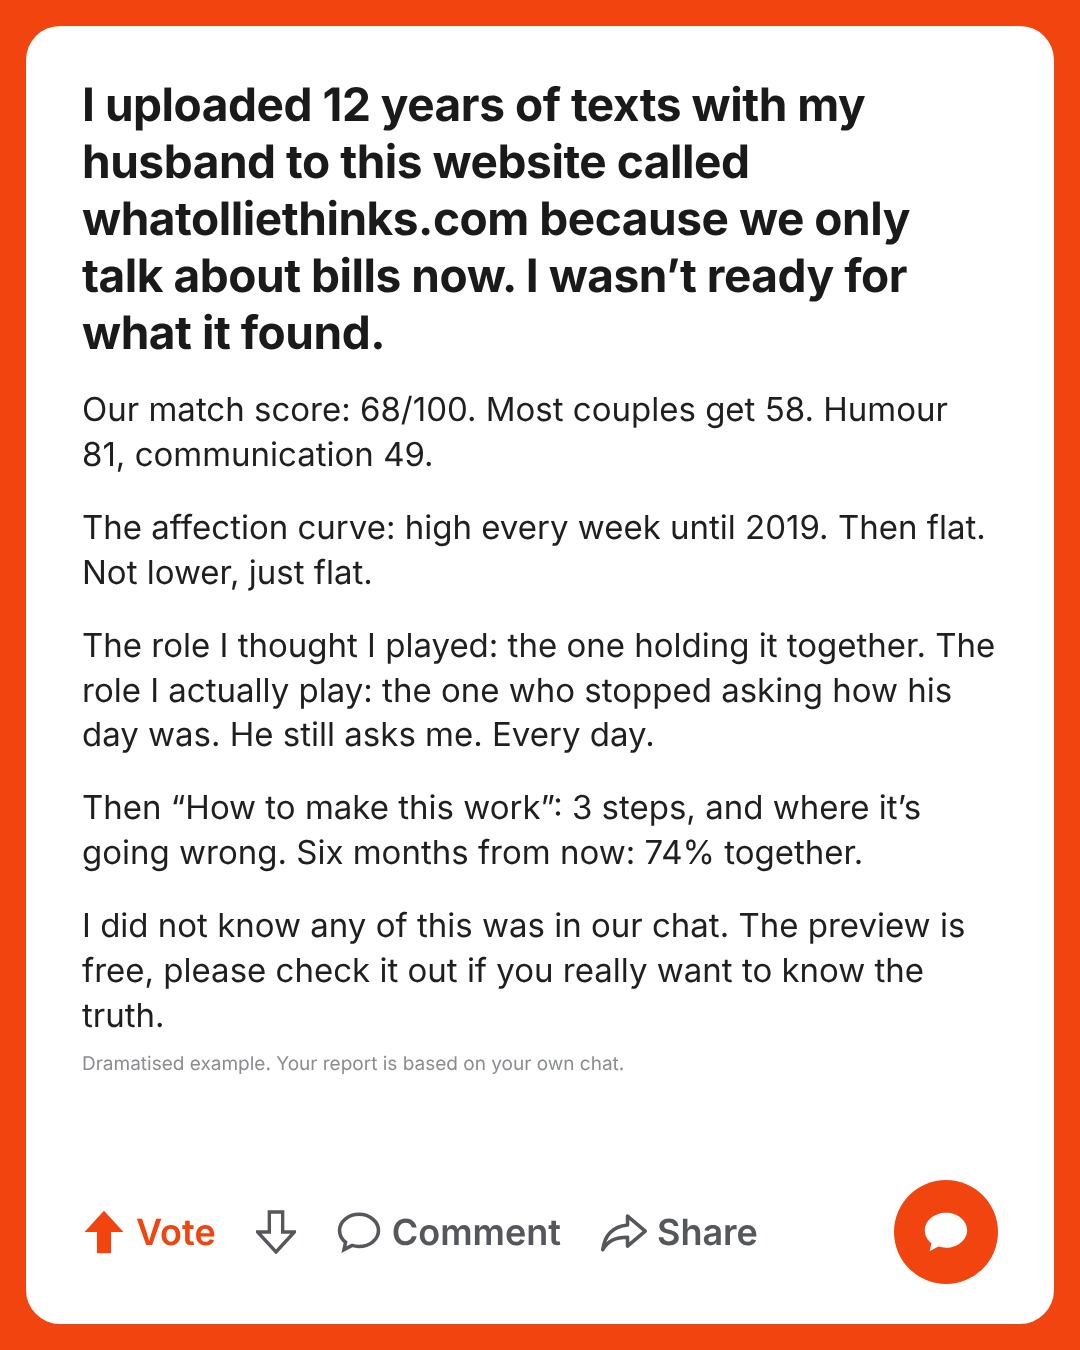 I uploaded 12 years of texts with my
husband to this website called
whatolliethinks.com because we only
talk about bills now. I wasn’t ready for
what it found.
Our match score: 68/100. Most couples get 58. Humour
81, communication 49.
The affection curve: high every week until 2019. Then flat.
Not lower, just flat.
The role I thought I played: the one holding it together. The
role I actually play: the one who stopped asking how his
day was. He still asks me. Every day.
Then “How to make this work”: 3 steps, and where it’s
going wrong. Six months from now: 74% together.
I did not know any of this was in our chat. The preview is
free, please check it out if you really want to know the
truth.
Dramatised example. Your report is based on your own chat.
Vote Comment Share